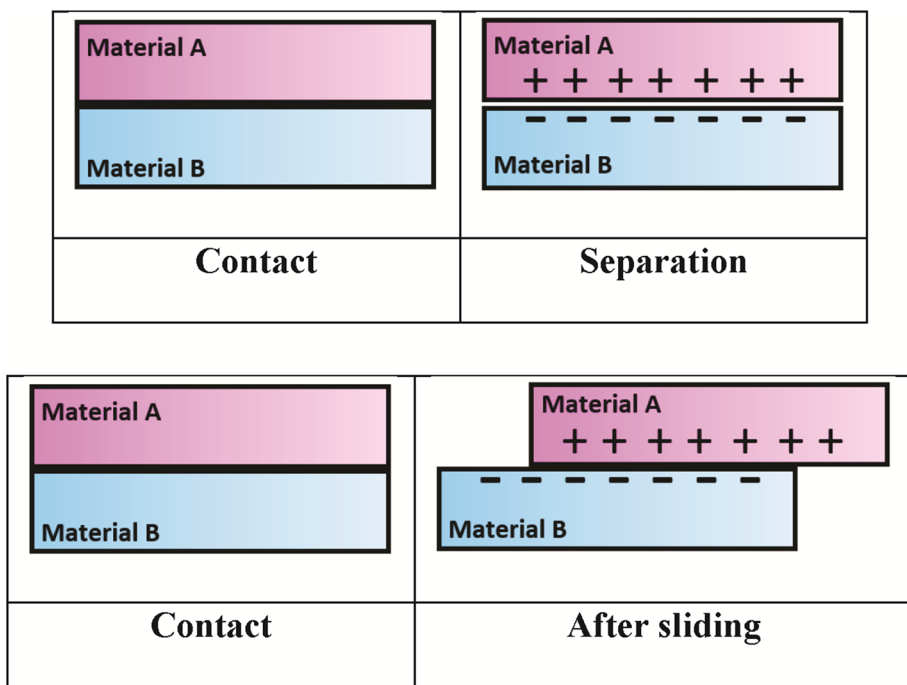 Material A
Material B
Contact
Material A
+ + + + + + +
- - - - - - -
Material B
Separation
Material A
Material B
Contact
Material A
+ + + + + + +
- - - - - - -
Material B
After sliding